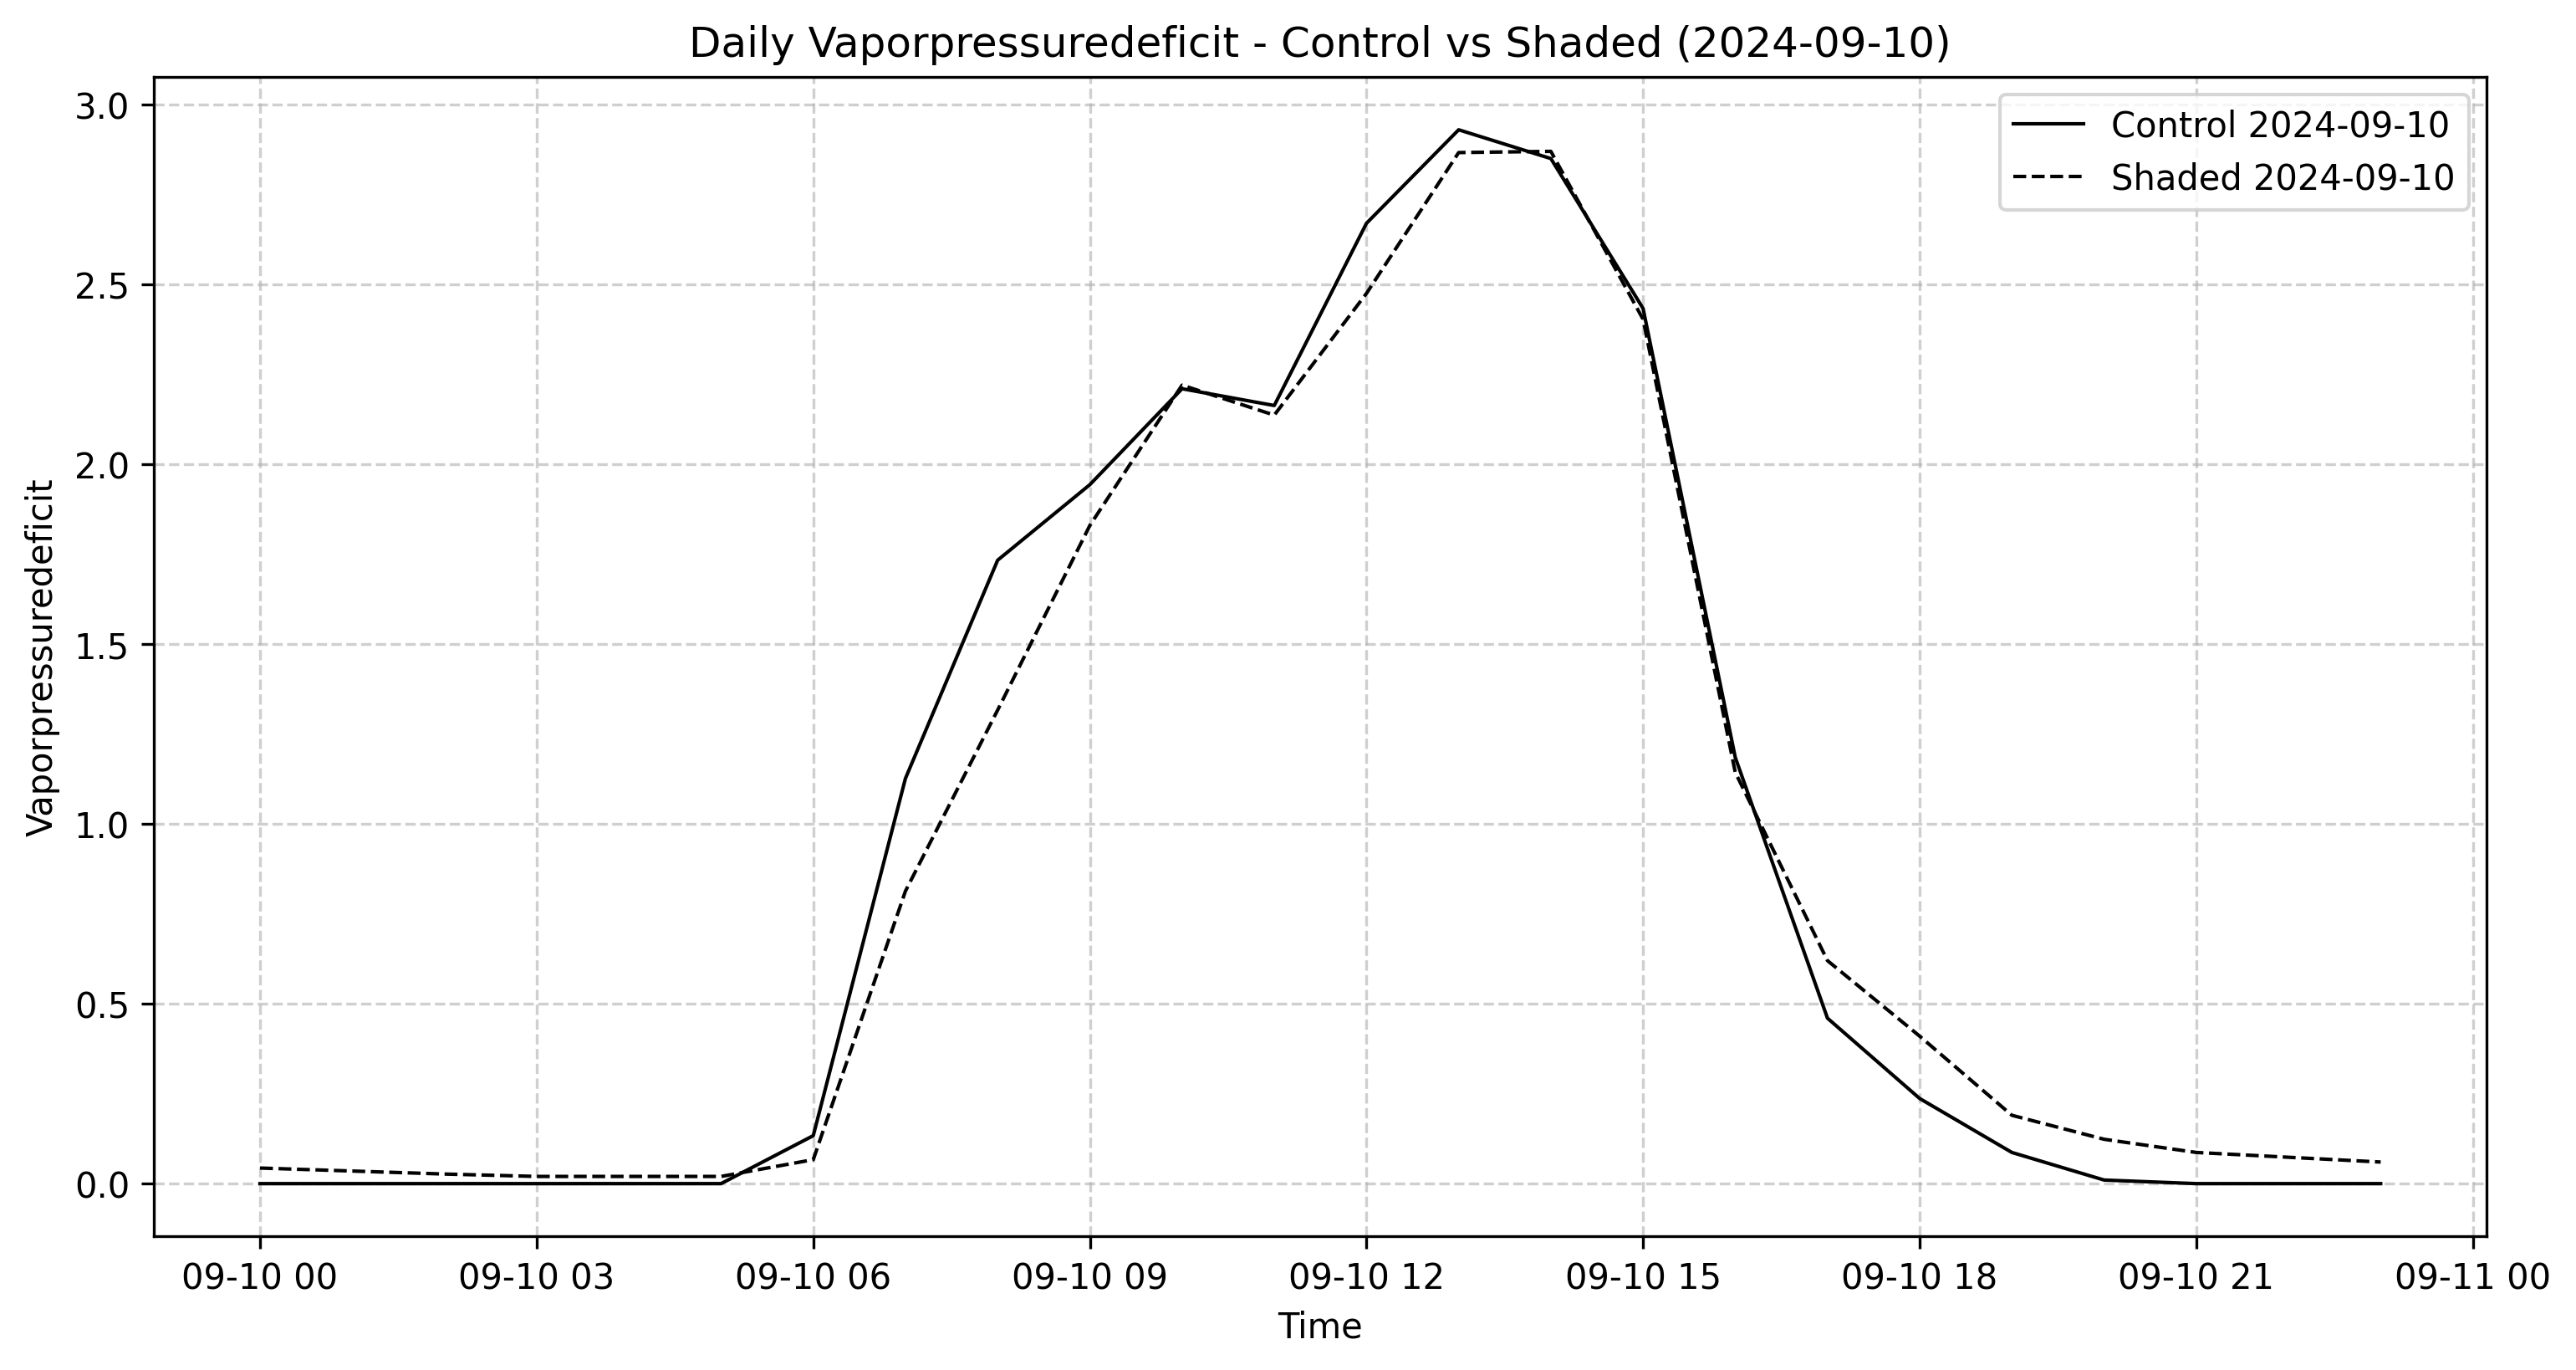 Daily Vaporpressuredeficit - Control vs Shaded (2024-09-10)
Control 2024-09-10
Shaded 2024-09-10
Vaporpressuredeficit
3.0
2.5
2.0
1.5
1.0
0.5
0.0
09-10 00 09-10 03 09-10 06 09-10 09 09-10 12 09-10 15 09-10 18 09-10 21 09-11 00
Time